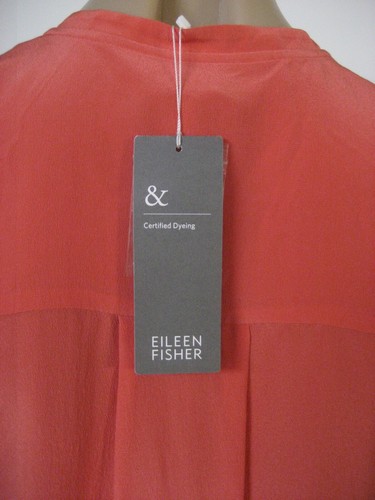 &
Certified Dyeing
EILEEN
FISHER